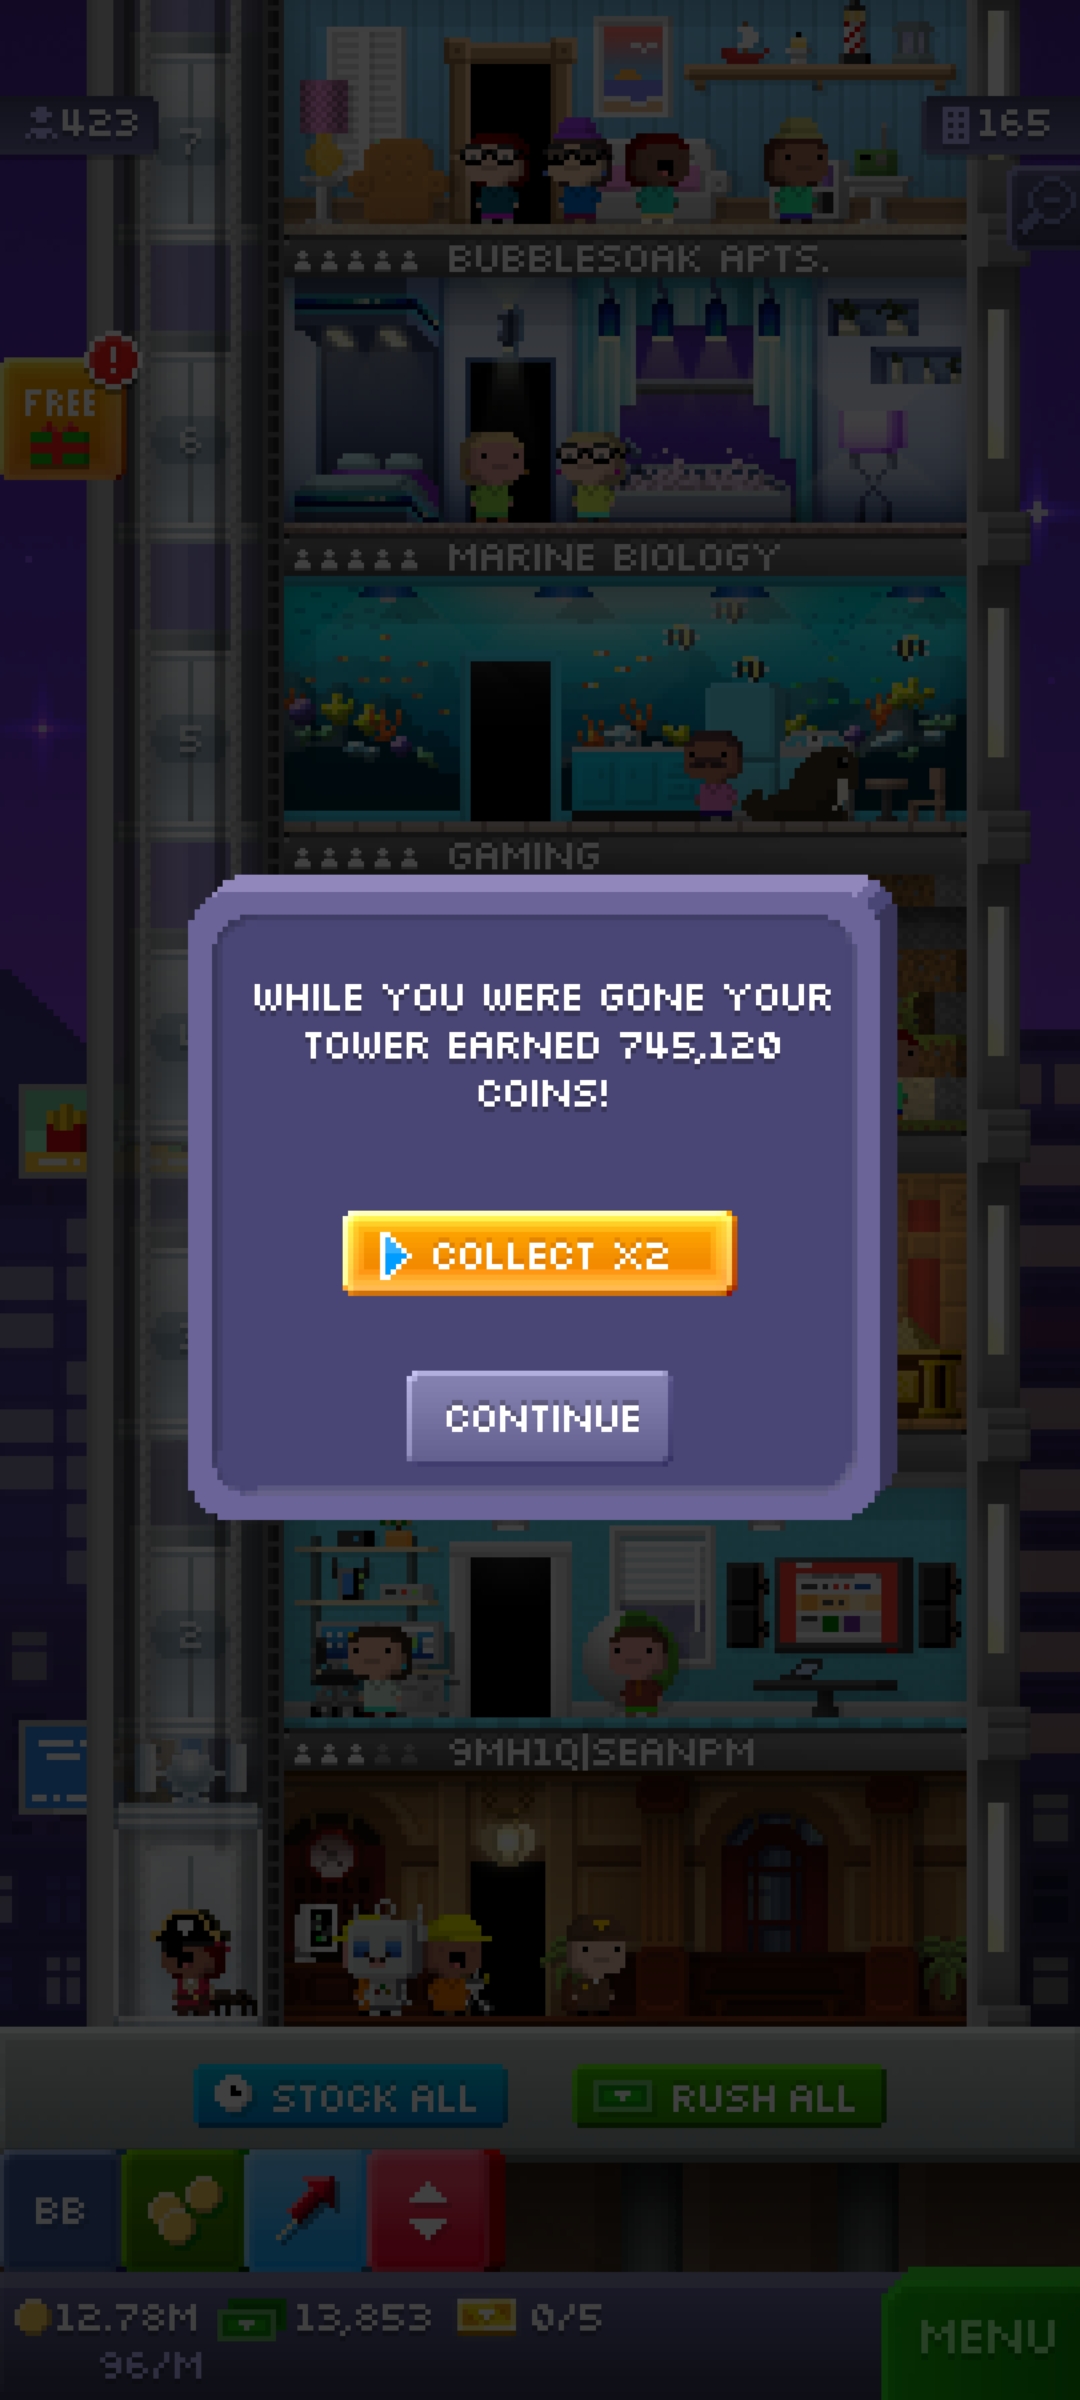 423
7
165
BUBBLESOAK APTS.
FREE
!
6
MARINE BIOLOGY
5
GAMING
WHILE YOU WERE GONE YOUR
TOWER EARNED 745,120
COINS!
COLLECT X2
CONTINUE
2
9MH1Q|SEANPM
STOCK ALL
RUSH ALL
BB
12.78M
13,853
0/5
96/M
MENU